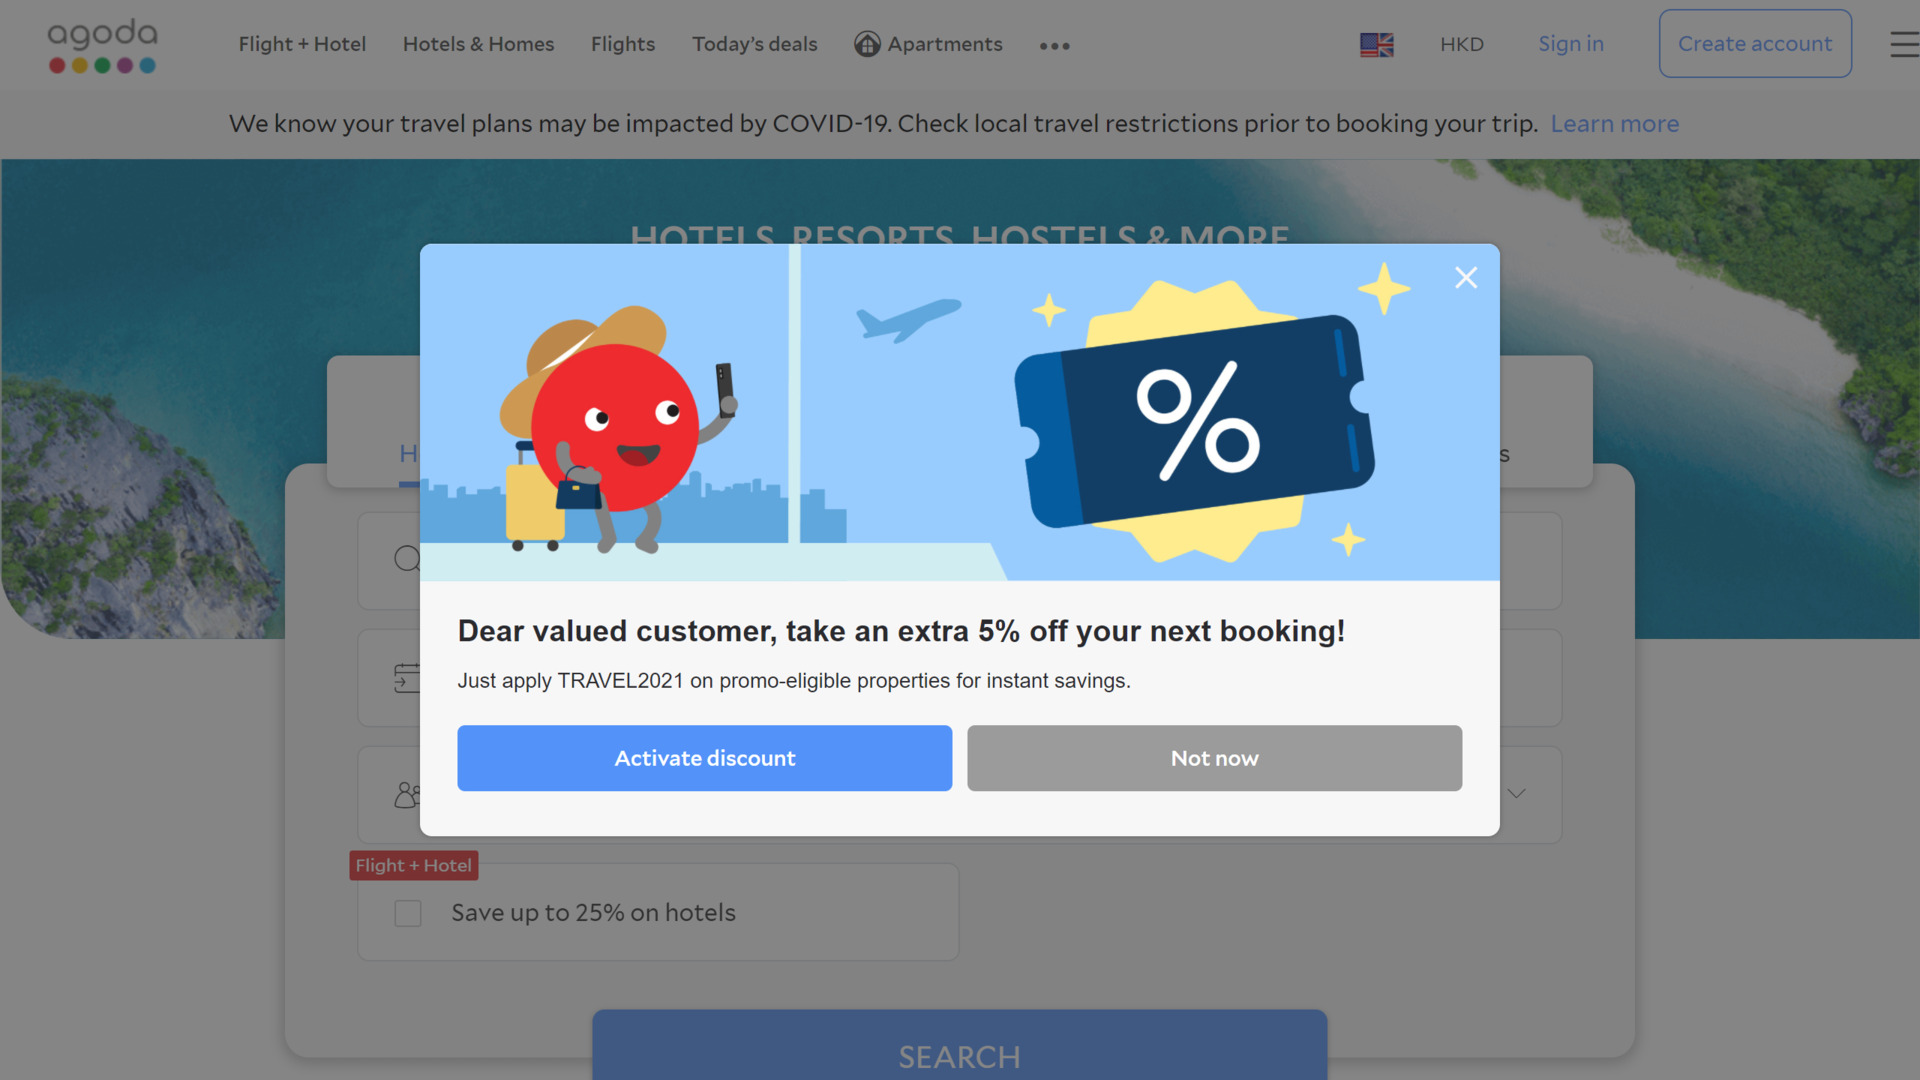 agoda
Flight + Hotel
Hotels & Homes
Flights
Today's deals
Apartments
HKD
Sign in
Create account
We know your travel plans may be impacted by COVID-19. Check local travel restrictions prior to booking your trip. Learn more
HOTELS, RESORTS, HOSTELS & MORE
%
Dear valued customer, take an extra 5% off your next booking!
Just apply TRAVEL2021 on promo-eligible properties for instant savings.
Activate discount
Not now
Flight + Hotel
Save up to 25% on hotels
SEARCH